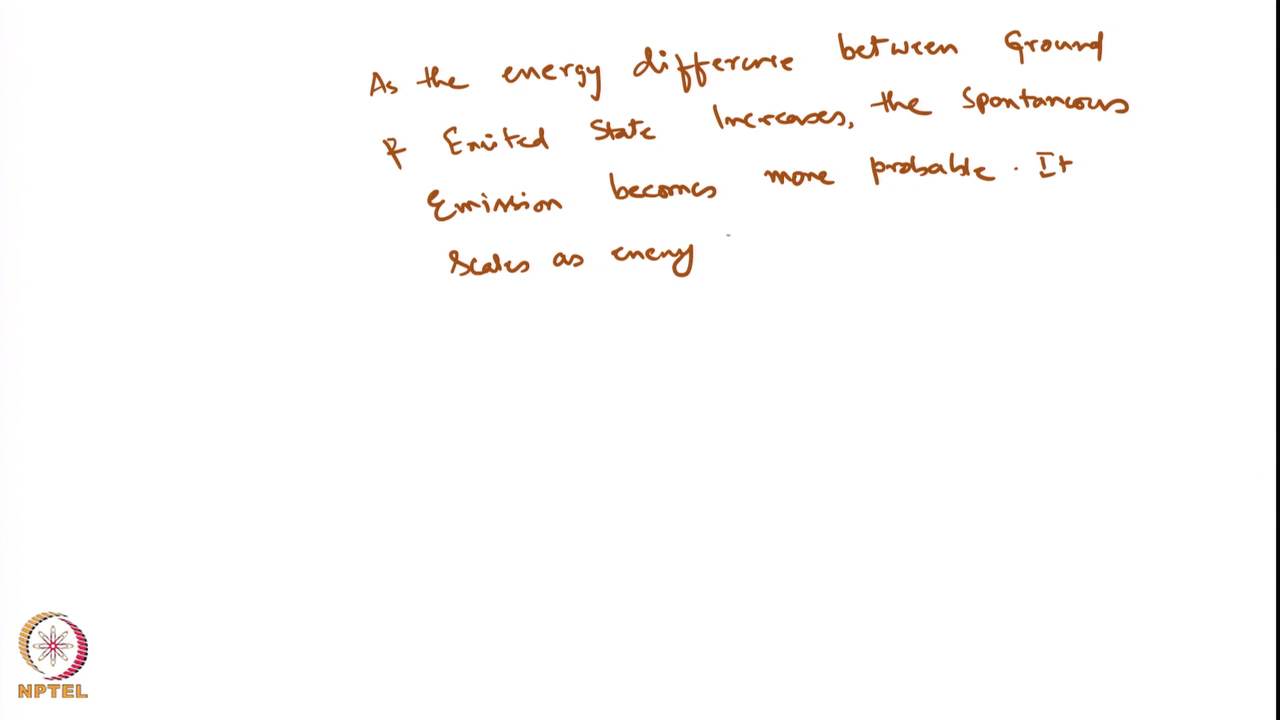 As the energy difference between Ground
& Excited State Increases, the Spontaneous
Emission becomes more probable. It
Scales as energy
NPTEL